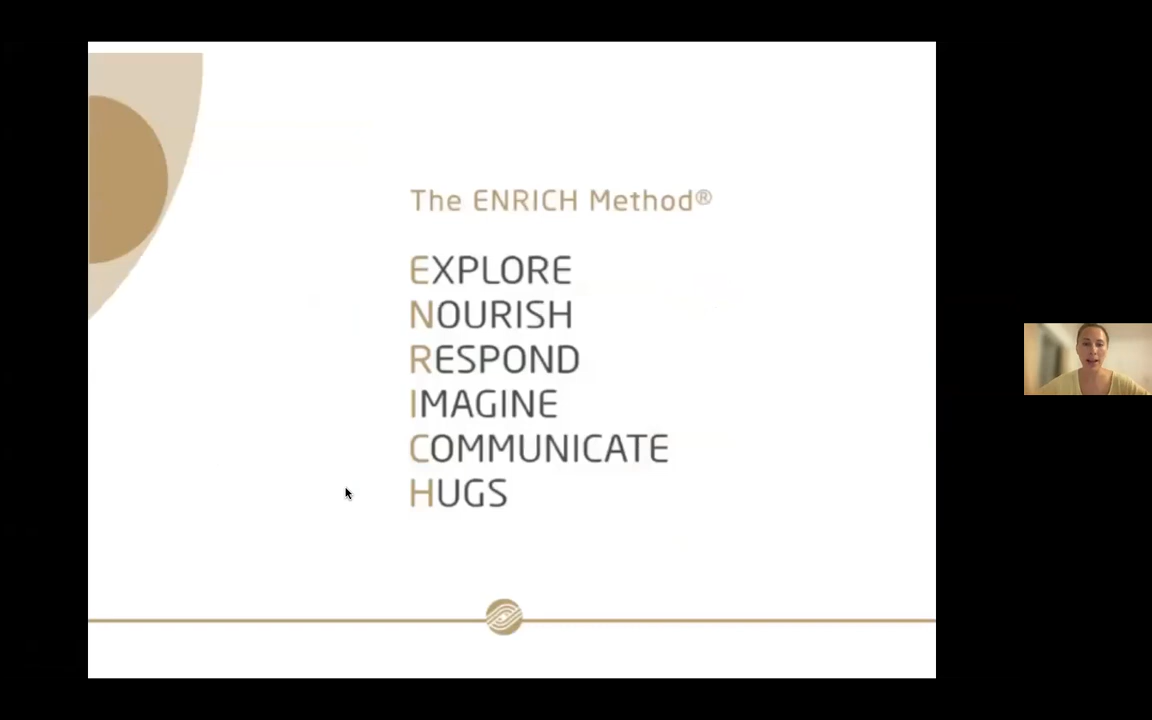 The ENRICH Method®
EXPLORE
NOURISH
RESPOND
IMAGINE
COMMUNICATE
HUGS